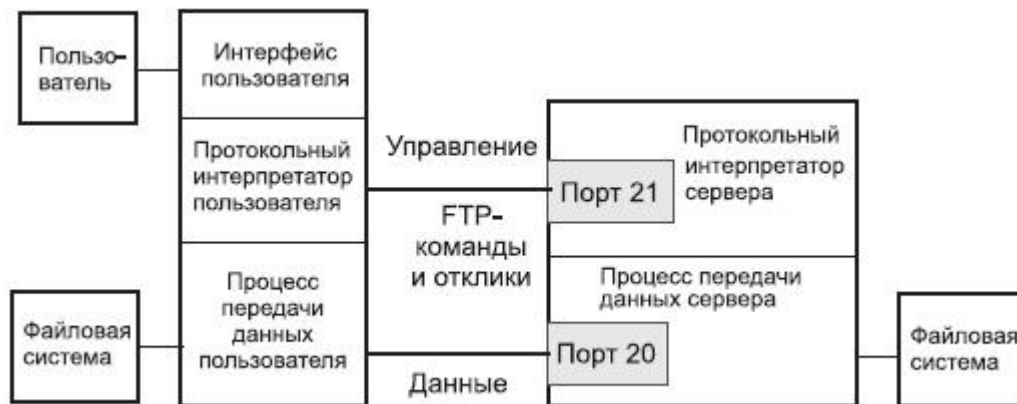 Пользо-
ватель
Интерфейс
пользователя
Протокольный
интерпретатор
пользователя
Процесс
передачи
данных
пользователя
Файловая
система
Управление
FTP-
команды
и отклики
Данные
Протокольный
интерпретатор
сервера
Порт 21
Процесс передачи
данных сервера
Порт 20
Файловая
система